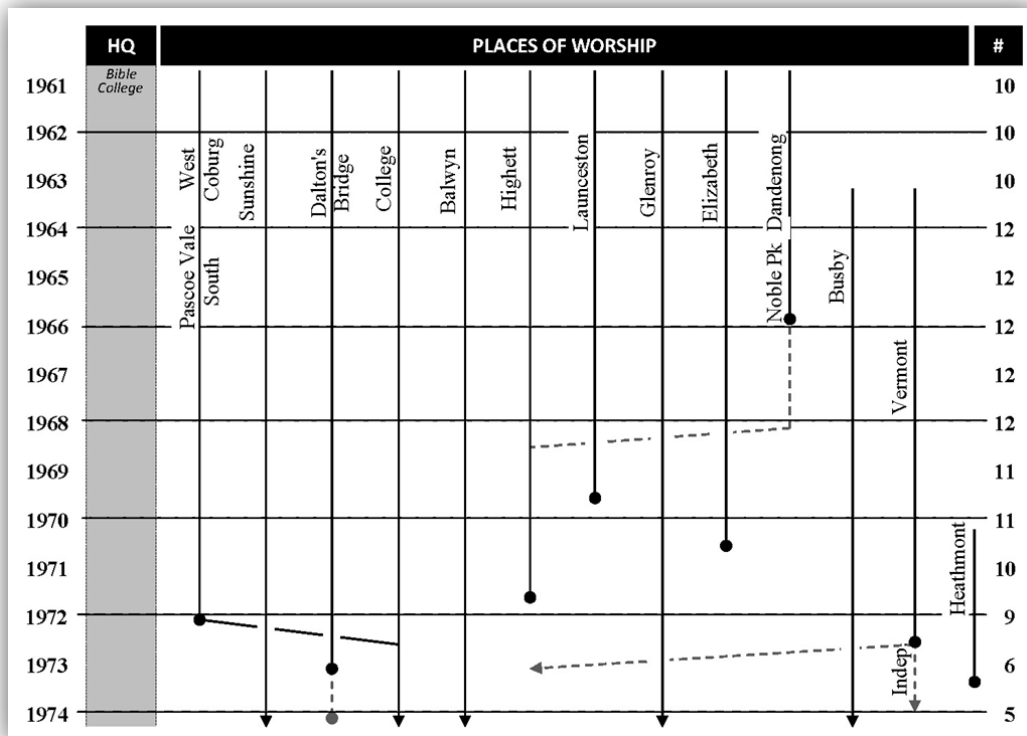 HQ PLACES OF WORSHIP #
Bible
College
1961 10
1962 10
1963 10
1964 12
1965 12
1966 12
1967 12
1968 12
1969 11
1970 11
1971 10
1972 9
1973 6
1974 5
West
Coburg
Pascoe Vale
South
Sunshine
Dalton's
Bridge
College
Balwyn
Highett
Launceston
Glenroy
Elizabeth
Dandenong
Noble Pk
Busby
Vermont
Indep
Heathmont